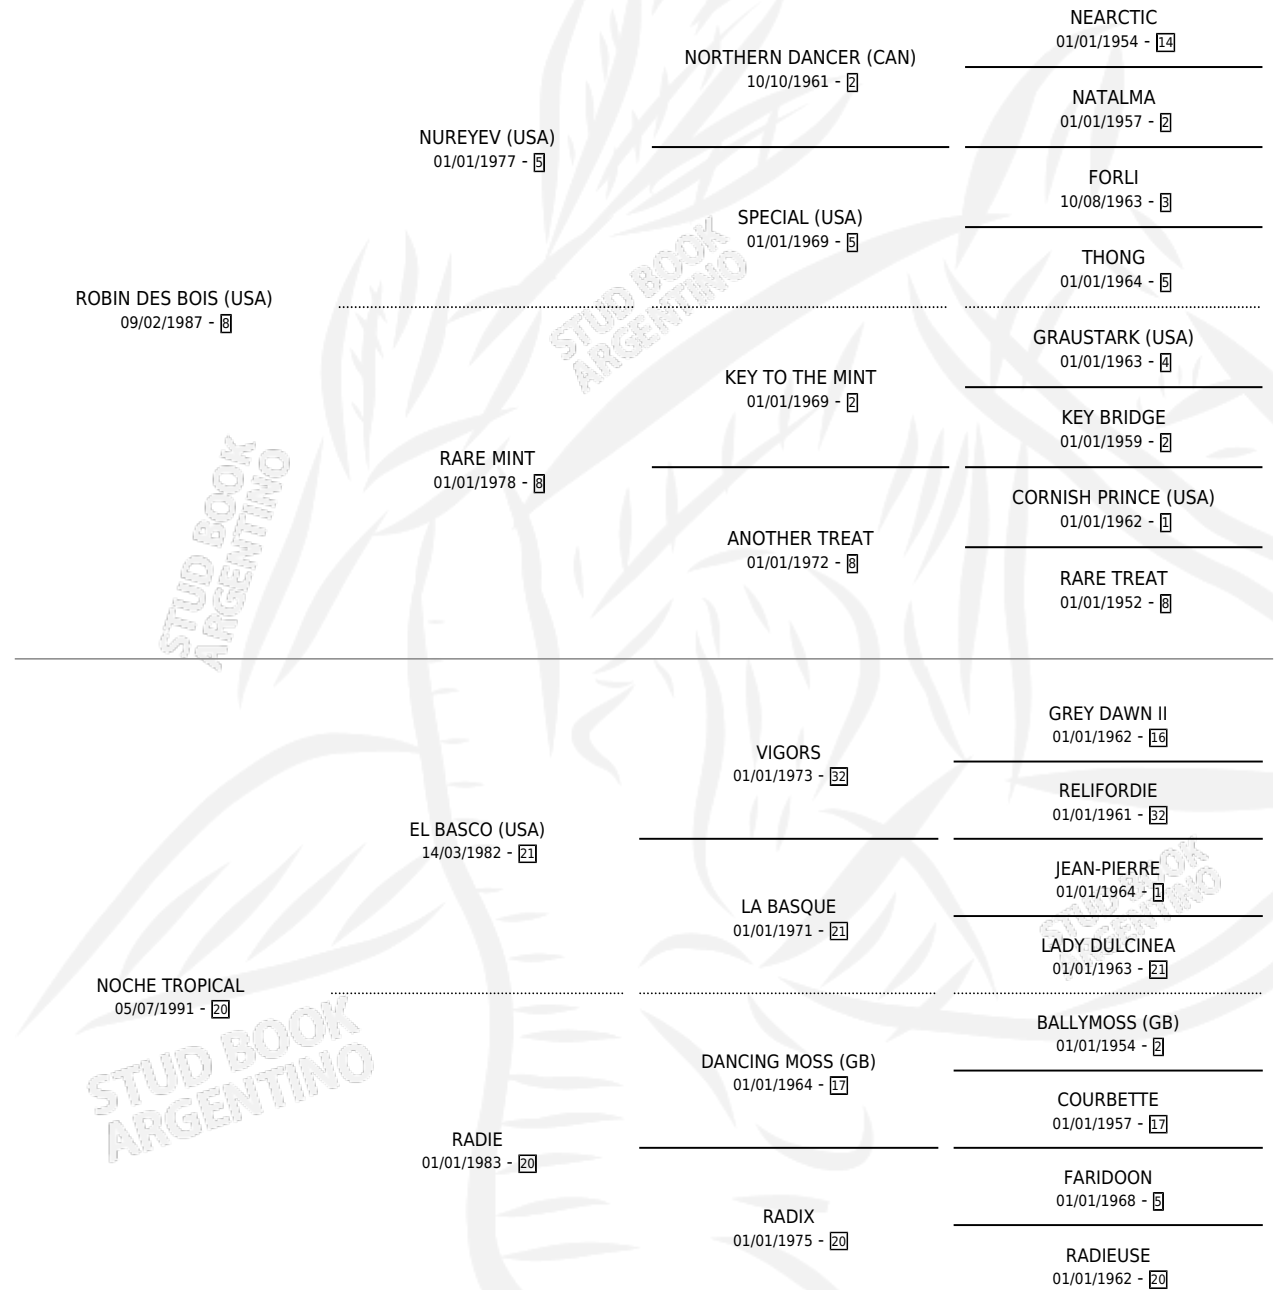 NEARCTIC
01/01/1954 - 14
NORTHERN DANCER (CAN)
10/10/1961 - 2
NATALMA
01/01/1957 - 2
NUREYEV (USA)
01/01/1977 - 5
FORLI
10/08/1963 - 3
SPECIAL (USA)
01/01/1969 - 5
THONG
01/01/1964 - 5
ROBIN DES BOIS (USA)
09/02/1987 - 8
GRAUSTARK (USA)
01/01/1963 - 4
KEY TO THE MINT
01/01/1969 - 2
KEY BRIDGE
01/01/1959 - 2
RARE MINT
01/01/1978 - 8
CORNISH PRINCE (USA)
01/01/1962 - 1
ANOTHER TREAT
01/01/1972 - 8
RARE TREAT
01/01/1952 - 8
STUD BOOK
ARGENTINO
STUD BOOK
ARGENTINO
GREY DAWN II
01/01/1962 - 16
VIGORS
01/01/1973 - 32
RELIFORDIE
01/01/1961 - 32
EL BASCO (USA)
14/03/1982 - 21
JEAN-PIERRE
01/01/1964 - 1
LA BASQUE
01/01/1971 - 21
LADY DULCINEA
01/01/1963 - 21
NOCHE TROPICAL
05/07/1991 - 20
BALLYMOSS (GB)
01/01/1954 - 2
DANCING MOSS (GB)
01/01/1964 - 17
COURBETTE
01/01/1957 - 17
RADIE
01/01/1983 - 20
FARIDOON
01/01/1968 - 5
RADIX
01/01/1975 - 20
RADIEUSE
01/01/1962 - 20
STUD BOOK
ARGENTINO
STUD BOOK
ARGENTINO